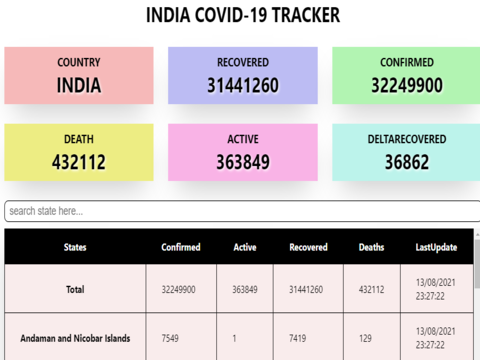 INDIA COVID-19 TRACKER
COUNTRY RECOVERED CONFIRMED
INDIA 31441260 32249900
DEATH ACTIVE DELTARECOVERED
432112 363849 36862
search state here...
States Confirmed Active Recovered Deaths LastUpdate
Total 32249900 363849 31441260 432112 13/08/2021
23:27:22
Andaman and Nicobar Islands 7549 1 7419 129 13/08/2021
23:27:22